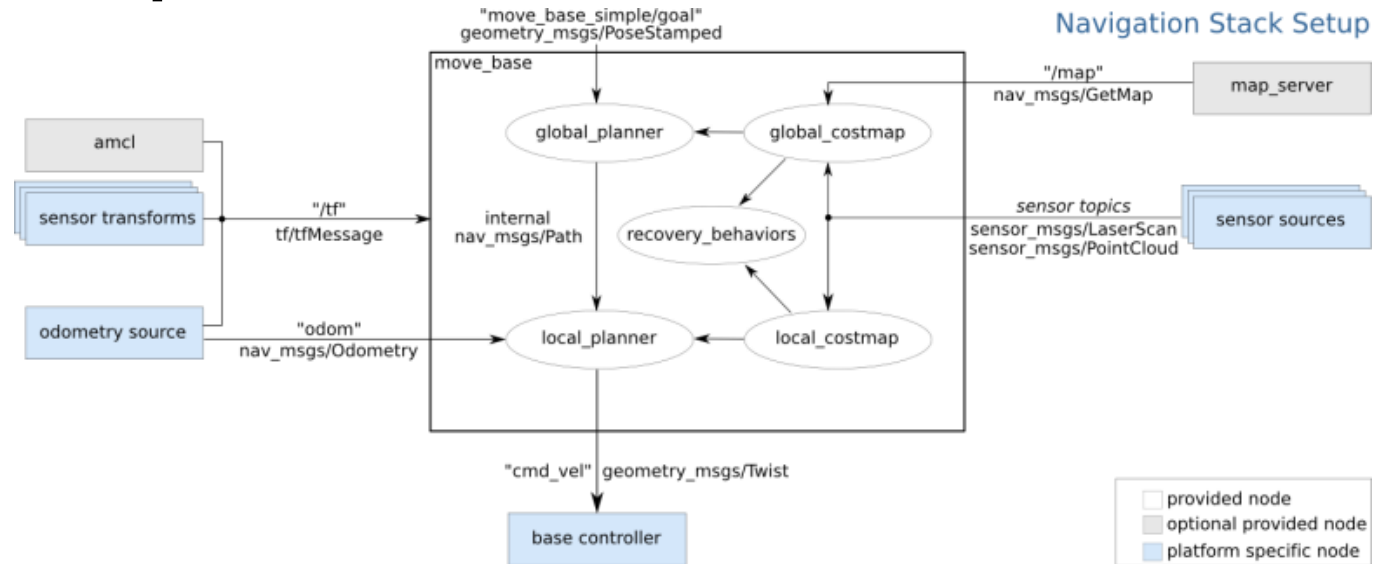 Navigation Stack Setup
"move_base_simple/goal"
geometry_msgs/PoseStamped
move_base
"/map"
nav_msgs/GetMap
map_server
global_planner
global_costmap
amcl
sensor transforms
"/tf"
tf/tfMessage
internal
nav_msgs/Path
recovery_behaviors
sensor topics
sensor_msgs/LaserScan
sensor_msgs/PointCloud
sensor sources
odometry source
"odom"
nav_msgs/Odometry
local_planner
local_costmap
"cmd_vel" geometry_msgs/Twist
base controller
provided node
optional provided node
platform specific node